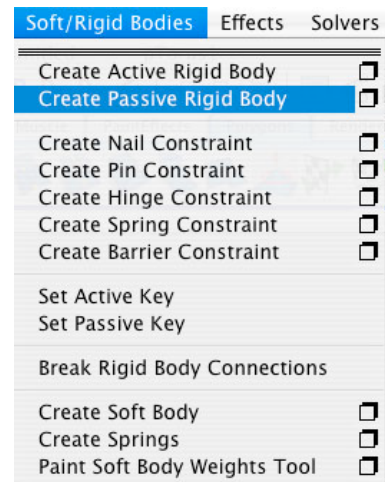 Soft/Rigid Bodies Effects Solvers
Create Active Rigid Body
Create Passive Rigid Body
Create Nail Constraint
Create Pin Constraint
Create Hinge Constraint
Create Spring Constraint
Create Barrier Constraint
Set Active Key
Set Passive Key
Break Rigid Body Connections
Create Soft Body
Create Springs
Paint Soft Body Weights Tool